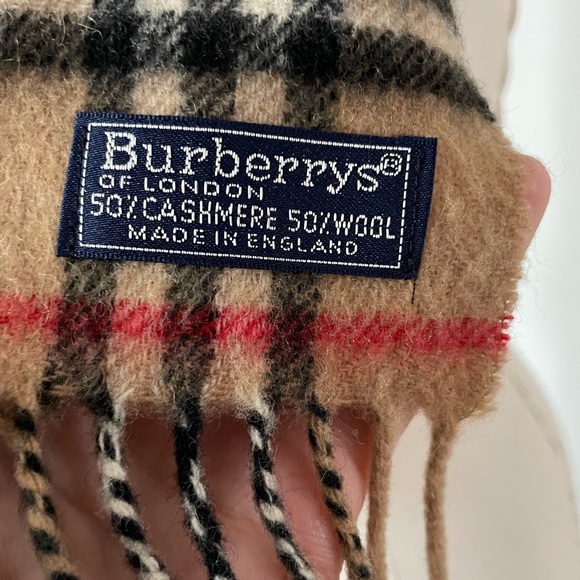 Burberrys®
OF LONDON
50% CASHMERE 50% WOOL
MADE IN ENGLAND